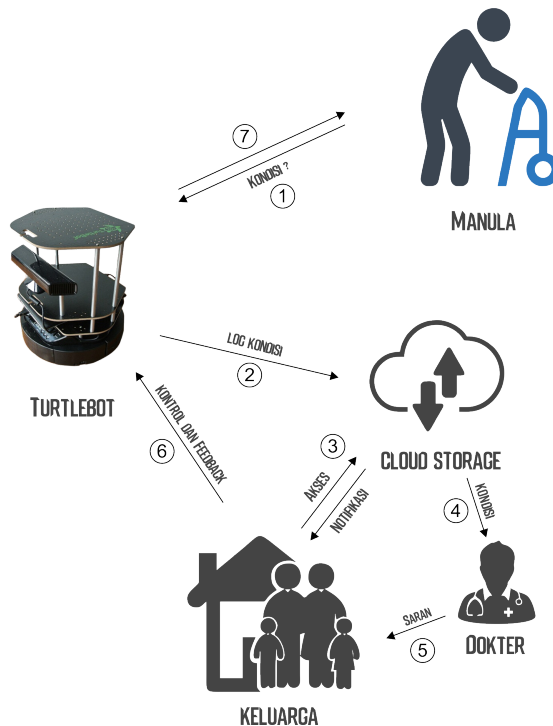 7
KONDISI ?
1
MANULA
LOG KONDISI
2
TURTLEBOT
KONTROL DAN FEEDBACK
6
3
AKSES
NOTIFIKASI
CLOUD STORAGE
4
KONDISI
SARAN
5
DOKTER
KELUARGA